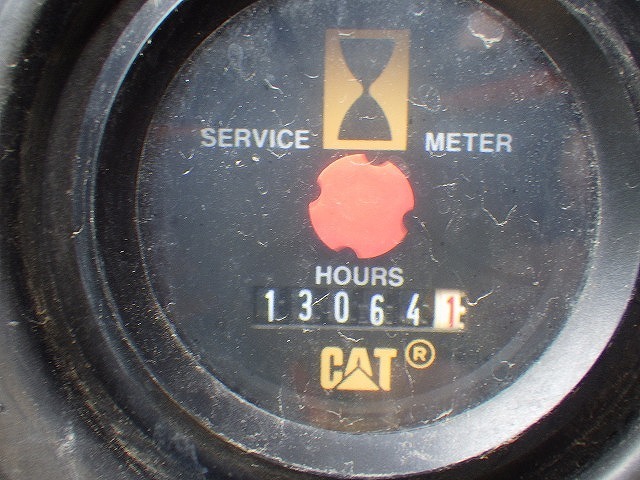 SERVICE METER
HOURS
130641
CAT®